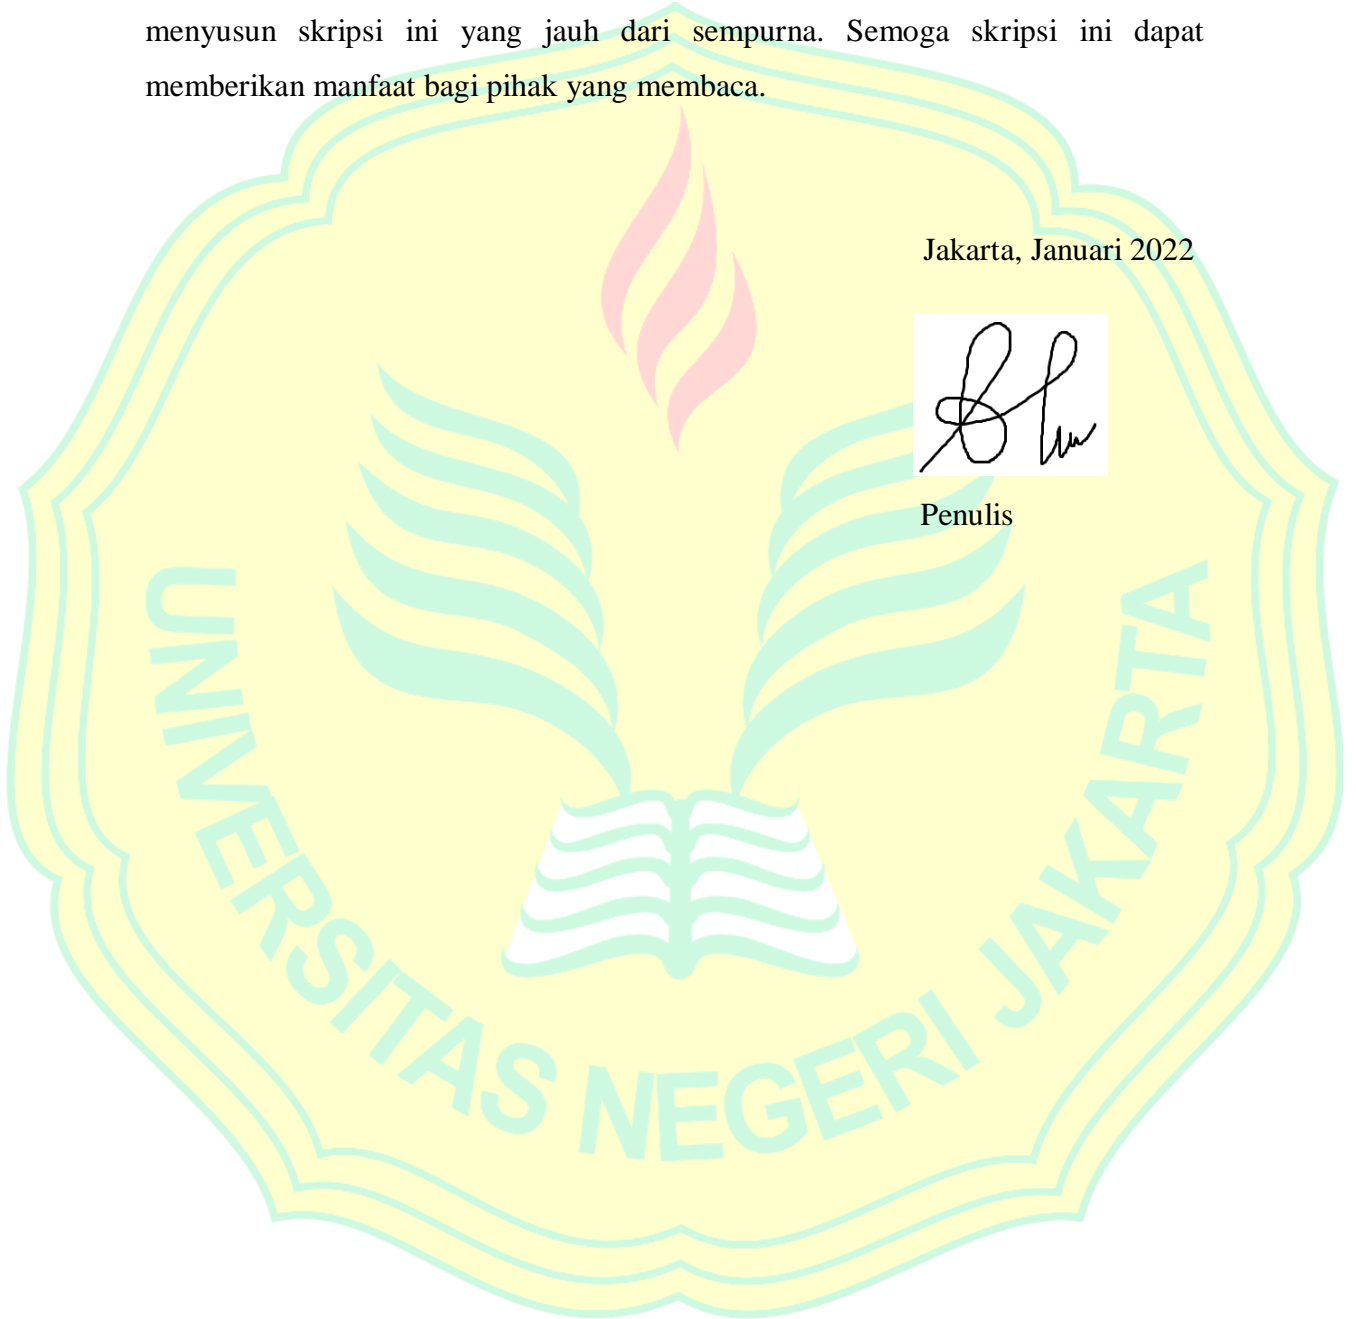 menyusun skripsi ini yang jauh dari sempurna. Semoga skripsi ini dapat
memberikan manfaat bagi pihak yang membaca.
Jakarta, Januari 2022
Penulis
UNIVERSITAS NEGERI JAKARTA